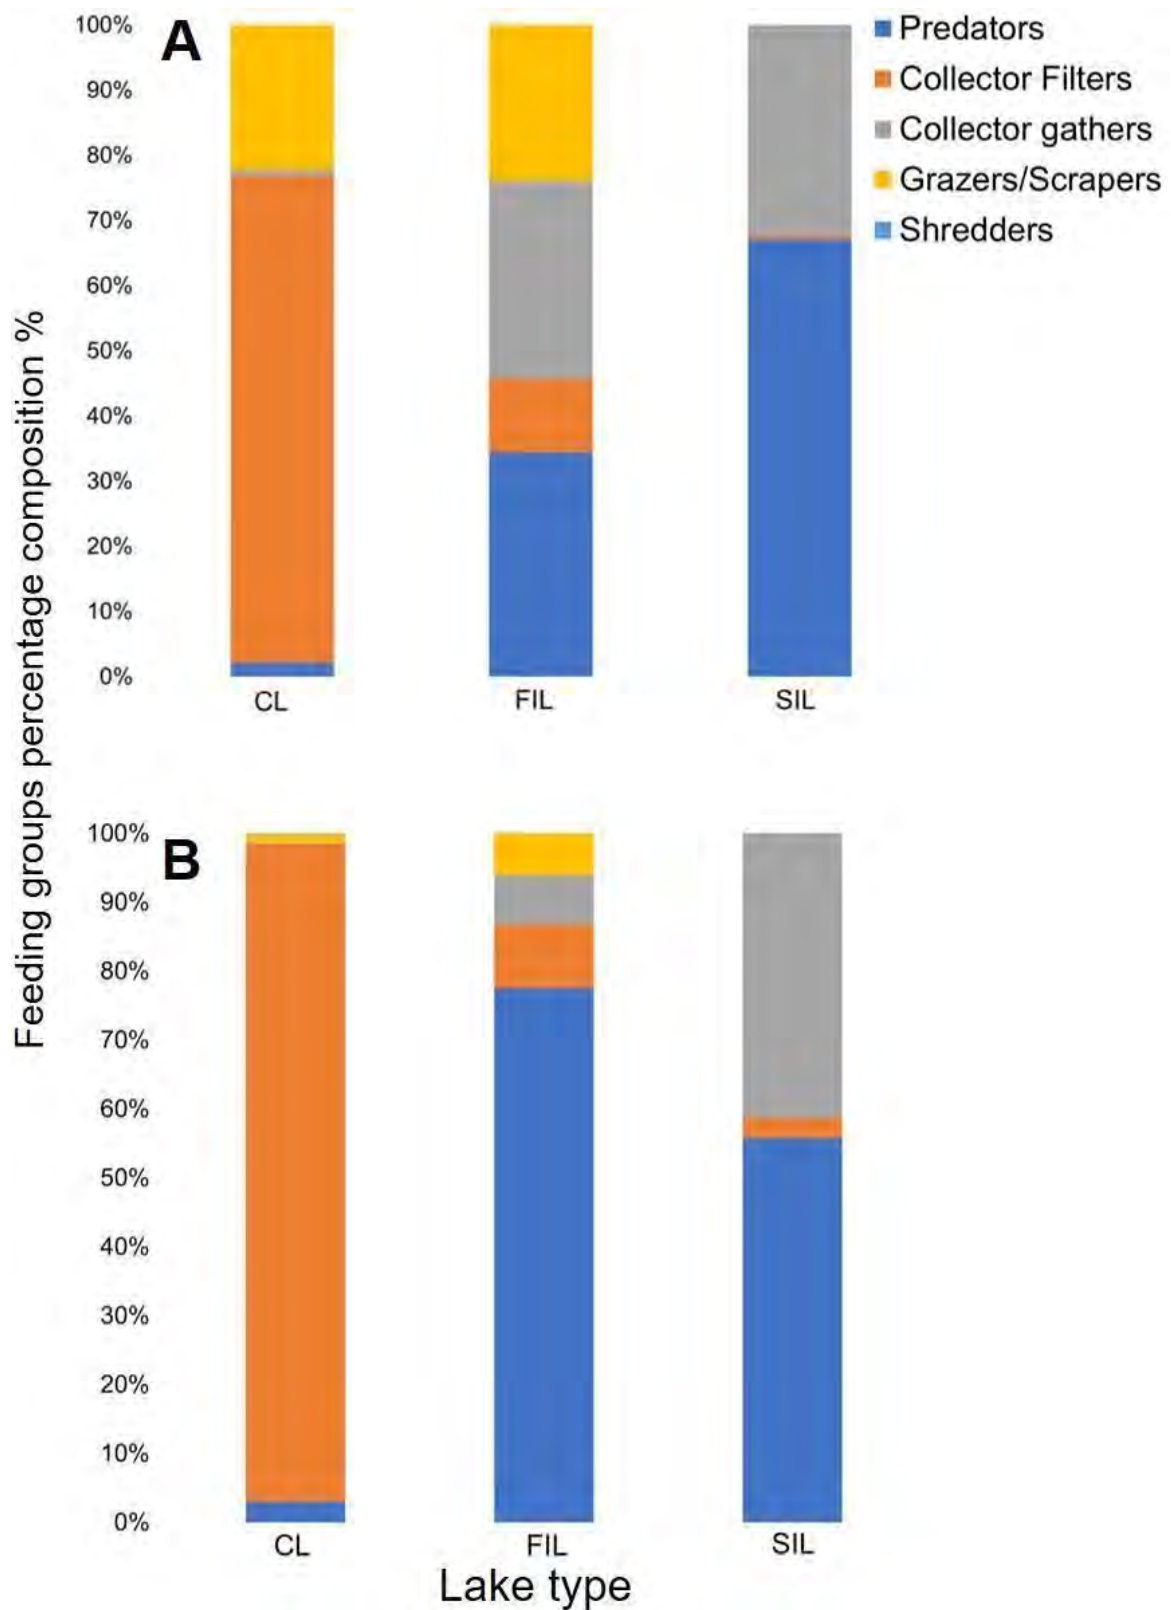 A
100%
90%
80%
70%
60%
50%
40%
30%
20%
10%
0%
CL FIL SIL
Predators
Collector Filters
Collector gathers
Grazers/Scrapers
Shredders
Feeding groups percentage composition %
B
100%
90%
80%
70%
60%
50%
40%
30%
20%
10%
0%
CL FIL SIL
Lake type